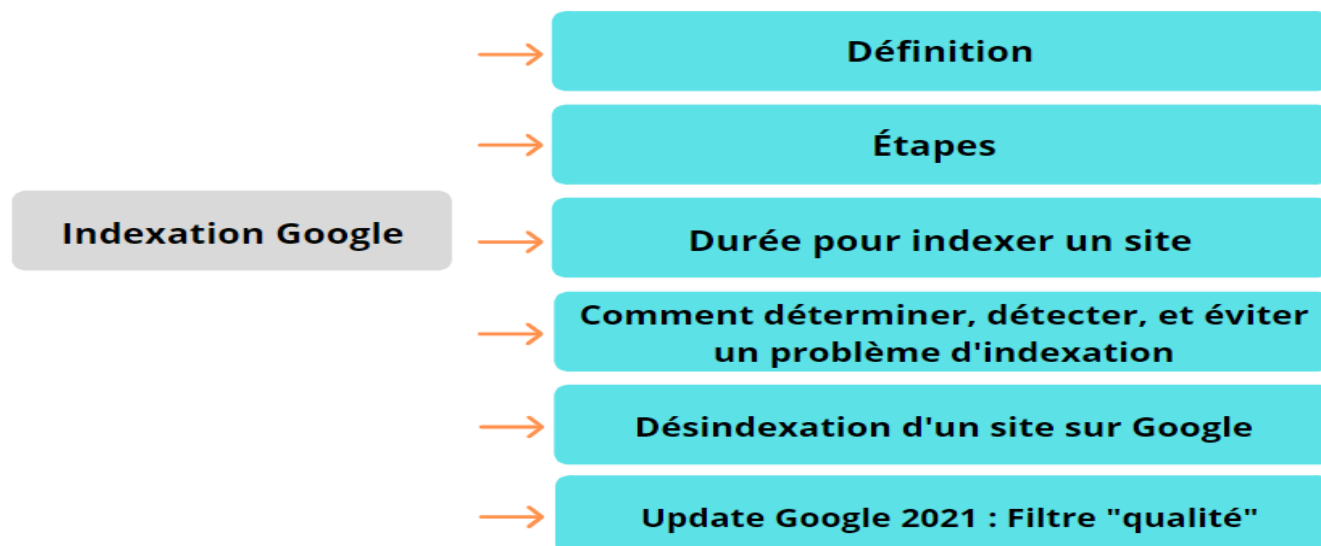 Définition
Étapes
Indexation Google
Durée pour indexer un site
Comment déterminer, détecter, et éviter
un problème d'indexation
Désindexation d'un site sur Google
Update Google 2021 : Filtre "qualité"